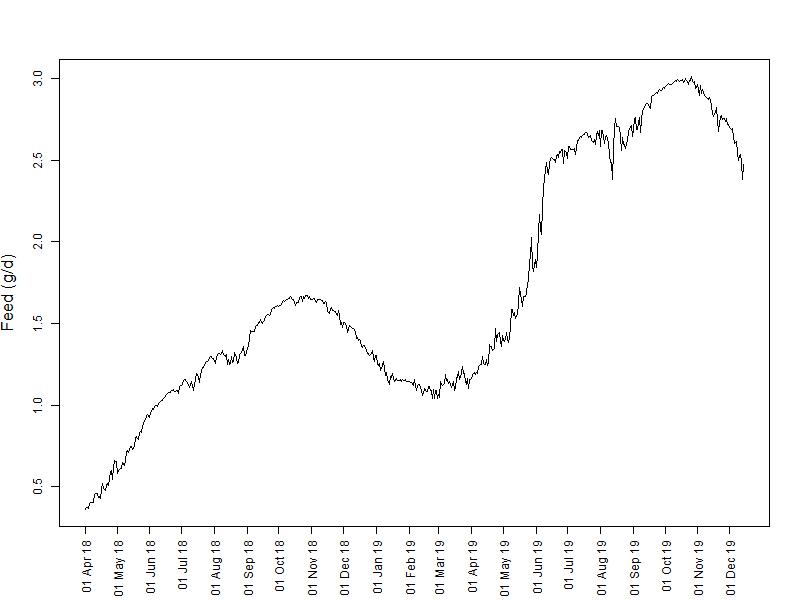 3.0
2.5
2.0
1.5
1.0
0.5
Feed (g/d)
01 Apr 18
01 May 18
01 Jun 18
01 Jul 18
01 Aug 18
01 Sep 18
01 Oct 18
01 Nov 18
01 Dec 18
01 Jan 19
01 Feb 19
01 Mar 19
01 Apr 19
01 May 19
01 Jun 19
01 Jul 19
01 Aug 19
01 Sep 19
01 Oct 19
01 Nov 19
01 Dec 19